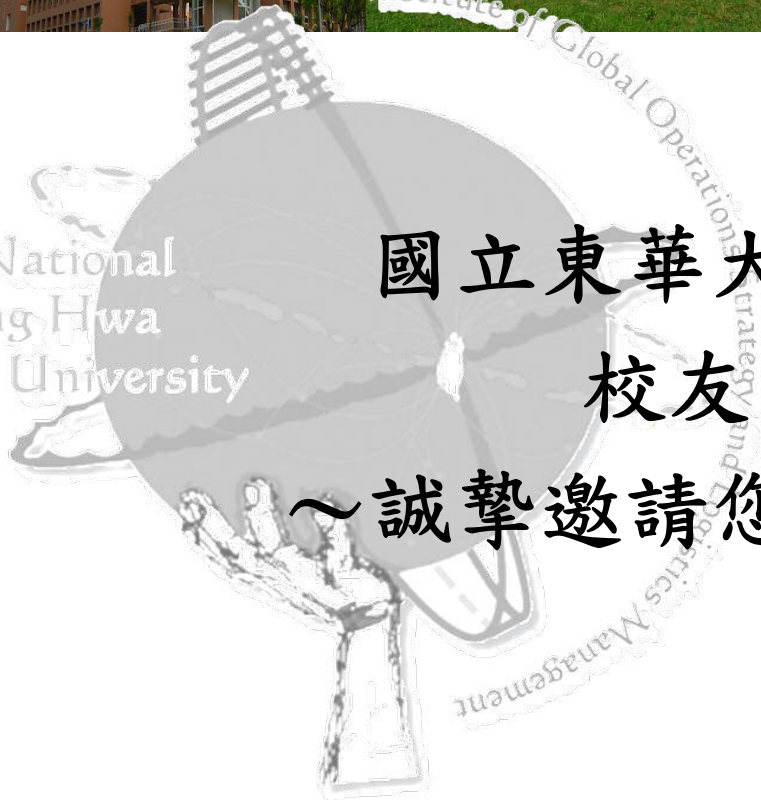 of Global Operations Strategy and Logistics Management
National
Hwa
University
國立東華大
校友
～誠摯邀請您